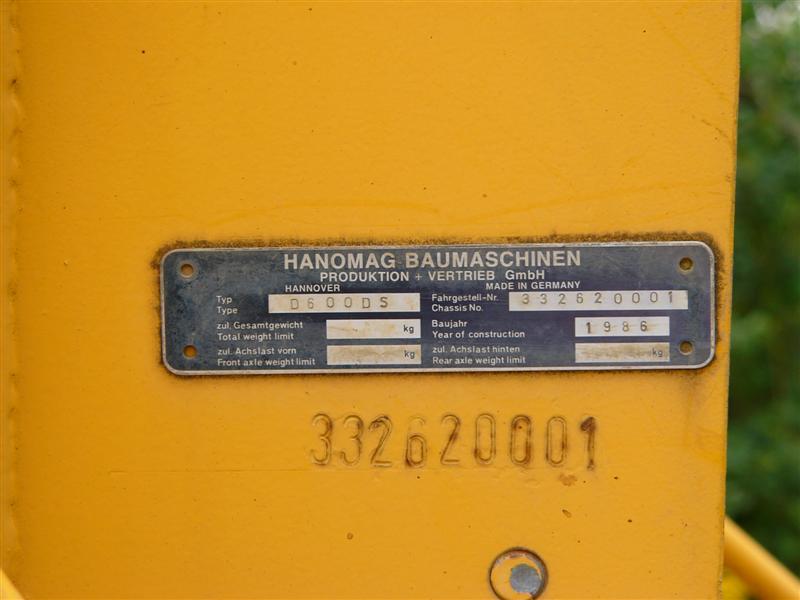 HANOMAG BAUMASCHINEN
PRODUKTION + VERTRIEB GmbH
HANNOVER MADE IN GERMANY
Typ
Type D600DS
Fahrgestell-Nr.
Chassis No. 332620001
zul. Gesamtgewicht
Total weight limit kg
Baujahr
Year of construction 1986
zul. Achslast vorn
Front axle weight limit kg
zul. Achslast hinten
Rear axle weight limit kg
332620001